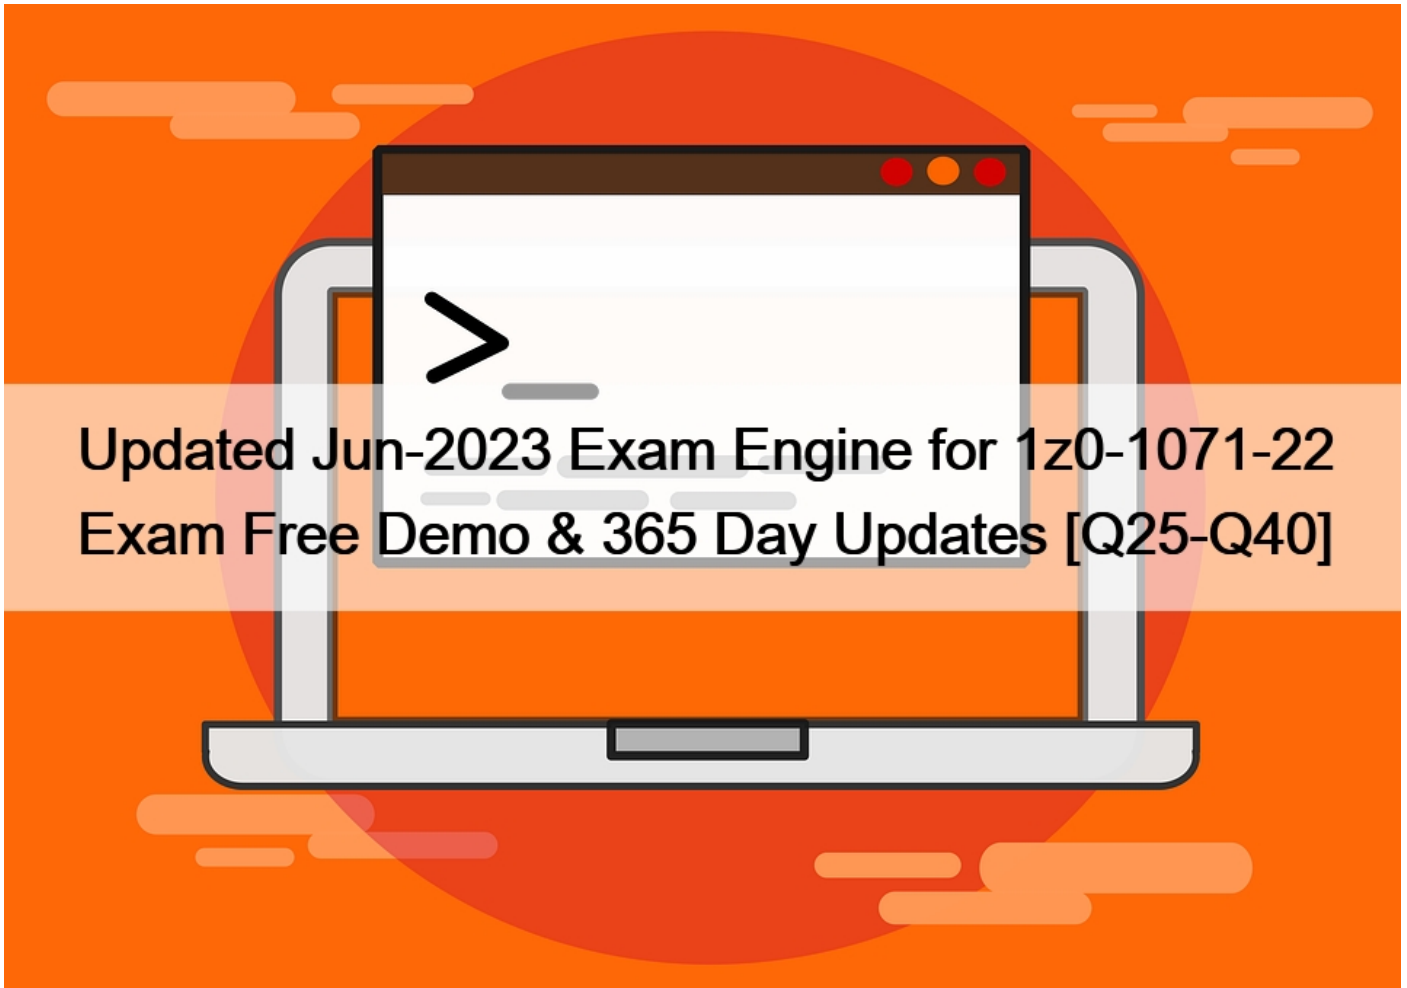 Updated Jun-2023 Exam Engine for 1z0-1071-22
Exam Free Demo & 365 Day Updates [Q25-Q40]